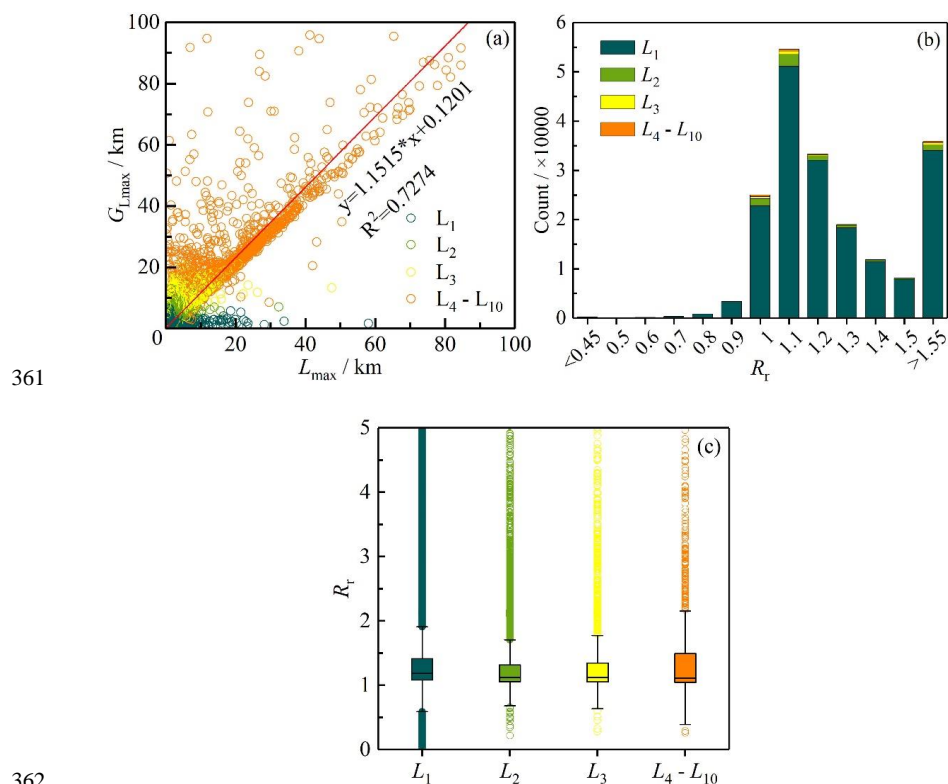 (a)
100
80
60
40
20
0
G_Lmax / km
y=1.1515*x+0.1201
R²=0.7274
L₁
L₂
L₃
L₄ - L₁₀
0 20 40 60 80 100
L_max / km
(b)
6
5
4
3
2
1
0
Count / ×10000
L₁
L₂
L₃
L₄ - L₁₀
<0.45 0.5 0.6 0.7 0.8 0.9 1 1.1 1.2 1.3 1.4 1.5 >1.55
R_r
361
(c)
5
4
3
2
1
0
R_r
L₁ L₂ L₃ L₄ - L₁₀
362